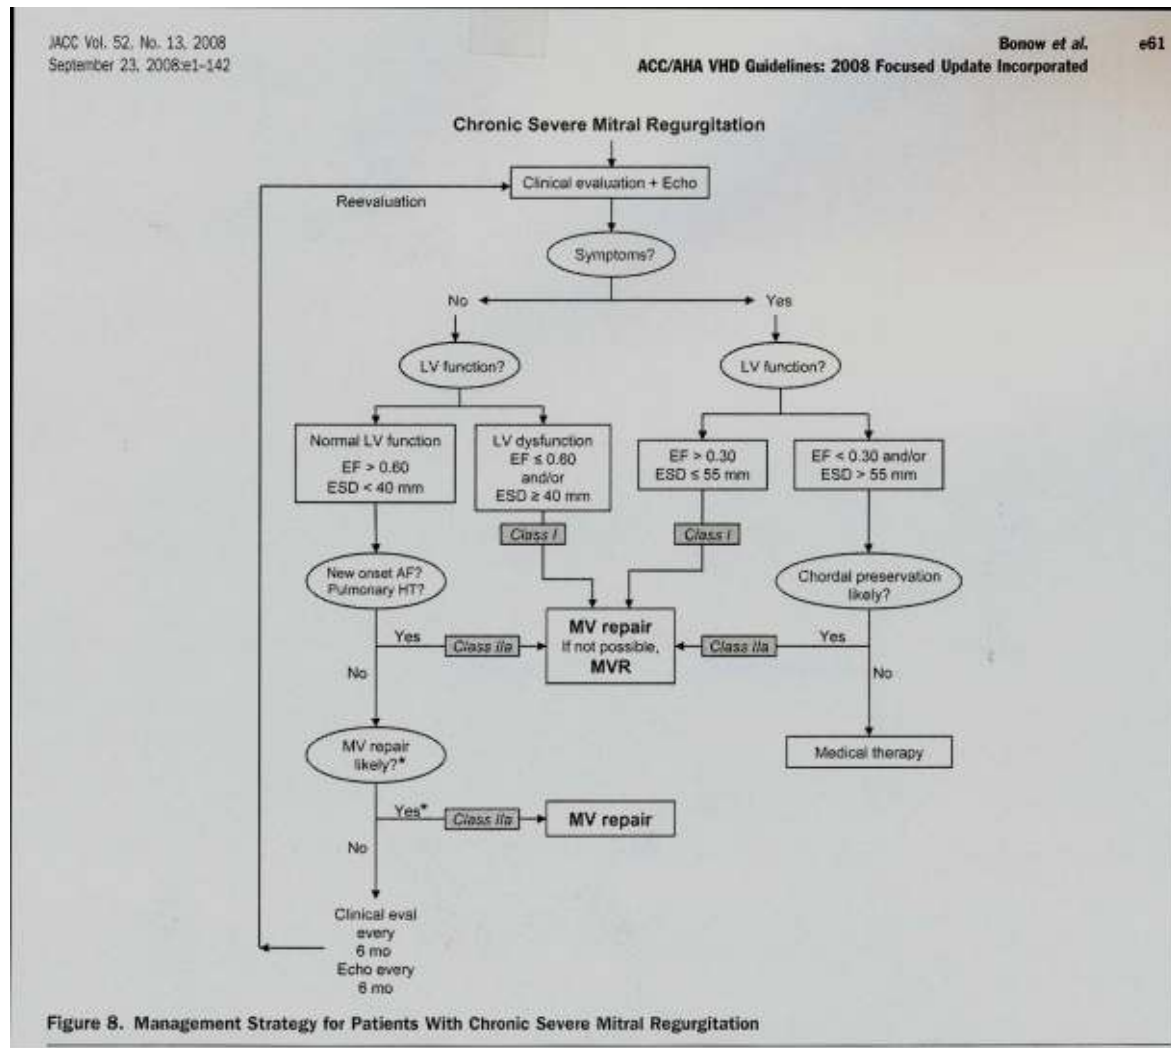 JACC Vol. 52, No. 13, 2008
September 23, 2008:e1–142
Bonow et al.
e61
ACC/AHA VHD Guidelines: 2008 Focused Update Incorporated
Chronic Severe Mitral Regurgitation
Clinical evaluation + Echo
Reevaluation
Symptoms?
No
Yes
LV function?
LV function?
Normal LV function
EF > 0.60
ESD < 40 mm
LV dysfunction
EF ≤ 0.60
and/or
ESD ≥ 40 mm
EF > 0.30
ESD ≤ 55 mm
EF < 0.30 and/or
ESD > 55 mm
Class I
Class I
New onset AF?
Pulmonary HT?
Chordal preservation
likely?
Yes
Class IIa
MV repair
If not possible,
MVR
Class IIa
Yes
No
No
MV repair
likely?*
Medical therapy
Yes*
Class IIa
MV repair
No
Clinical eval
every
6 mo
Echo every
6 mo
Figure 8. Management Strategy for Patients With Chronic Severe Mitral Regurgitation